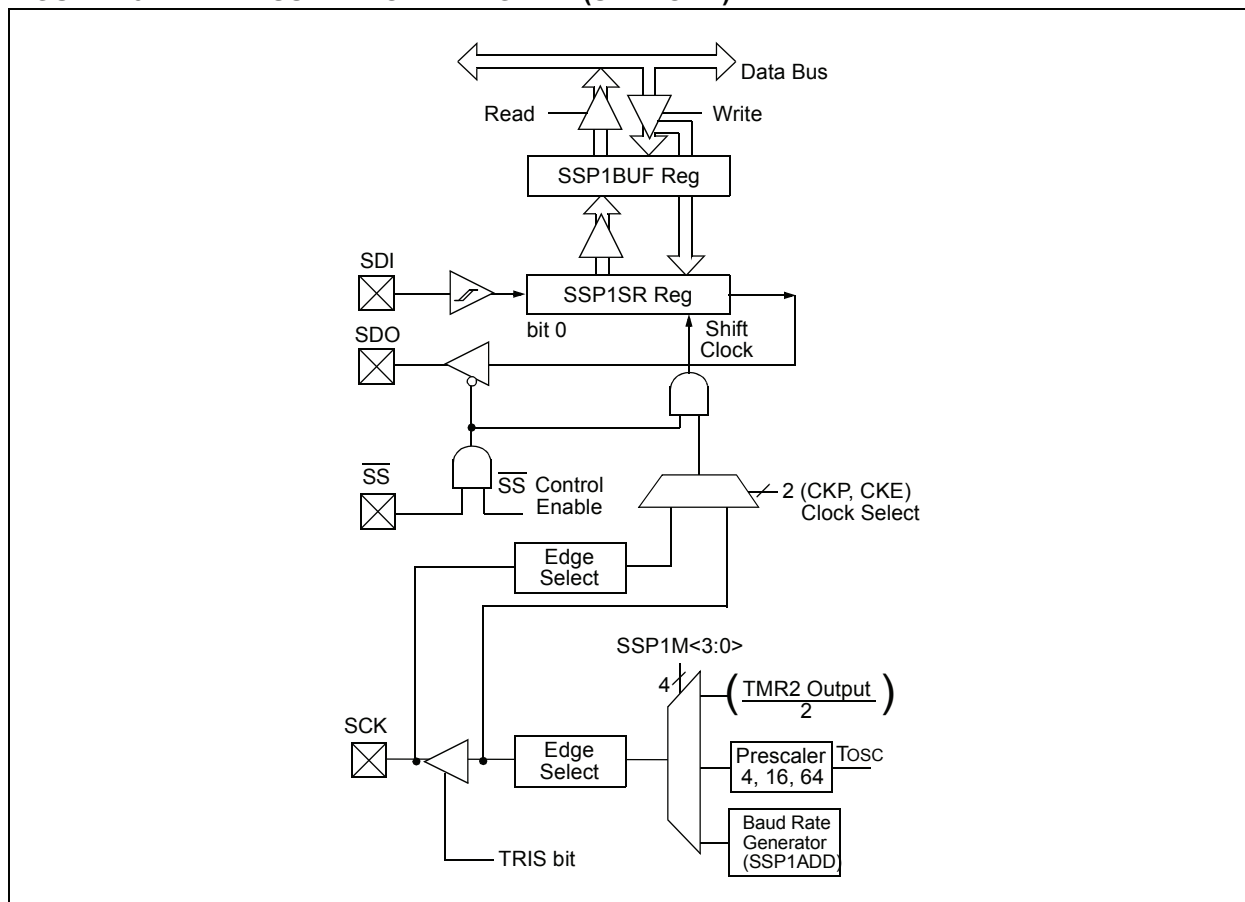 Data Bus
Read
Write
SSP1BUF Reg
SDI
SSP1SR Reg
bit 0
Shift
Clock
SDO
SS
SS Control
Enable
2 (CKP, CKE)
Clock Select
Edge
Select
SSP1M<3:0>
4
(TMR2 Output)
2
SCK
Edge
Select
Prescaler
4, 16, 64
TOSC
Baud Rate
Generator
(SSP1ADD)
TRIS bit